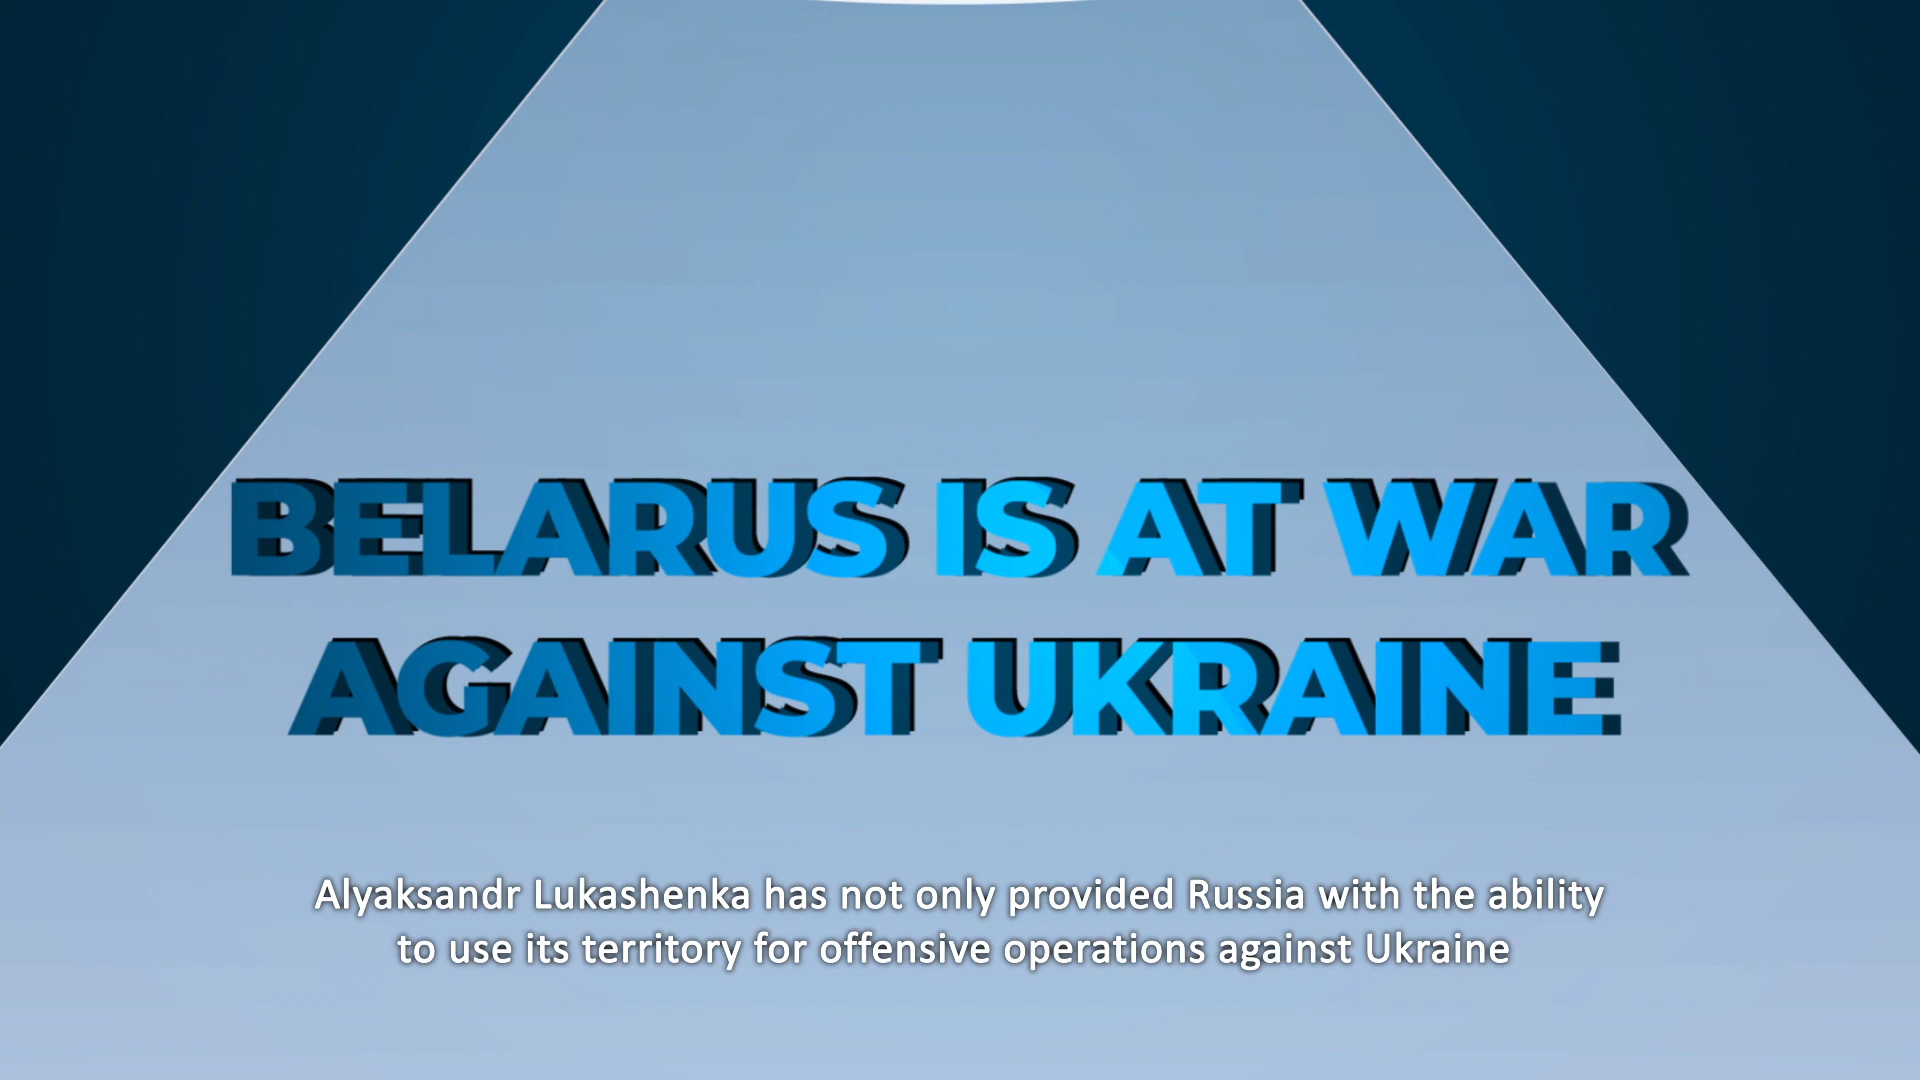 BELARUS IS AT WAR
AGAINST UKRAINE
Alyaksandr Lukashenka has not only provided Russia with the ability
to use its territory for offensive operations against Ukraine